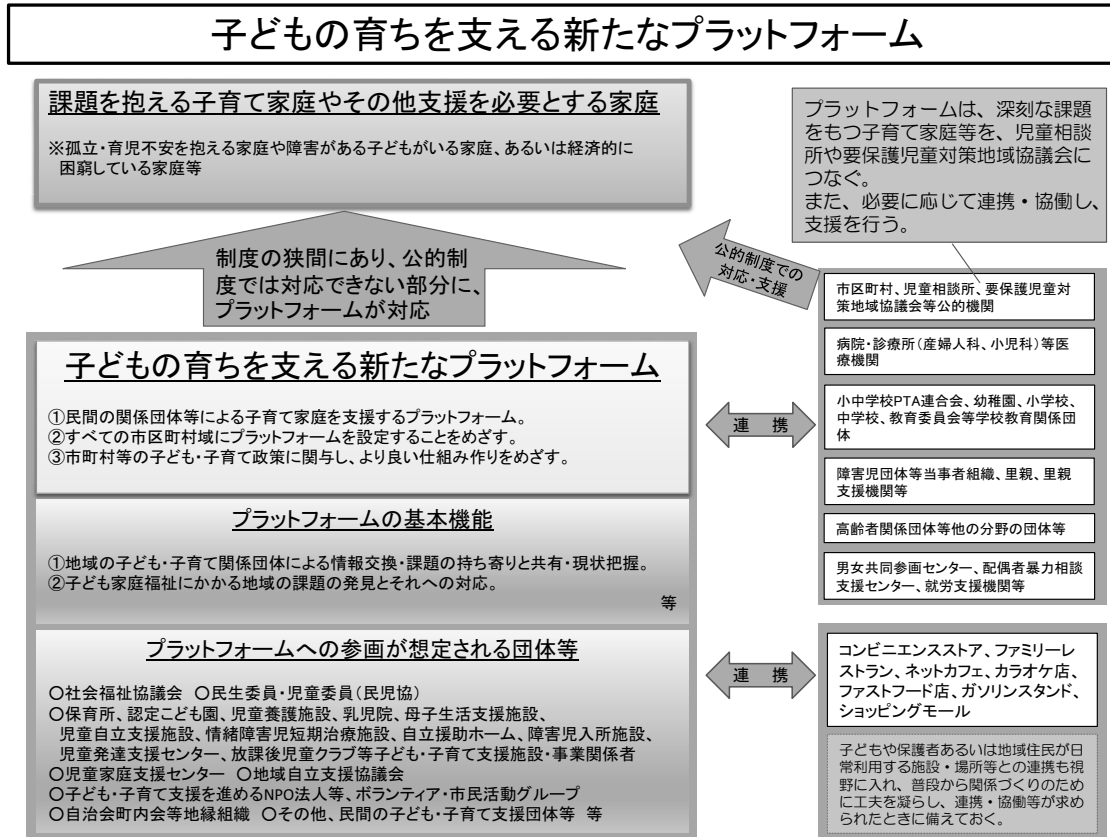 子どもの育ちを支える新たなプラットフォーム
課題を抱える子育て家庭やその他支援を必要とする家庭
※孤立・育児不安を抱える家庭や障害がある子どもがいる家庭、あるいは経済的に
困窮している家庭等
プラットフォームは、深刻な課題
をもつ子育て家庭等を、児童相談
所や要保護児童対策地域協議会に
つなぐ。
また、必要に応じて連携・協働し、
支援を行う。
制度の狭間にあり、公的制
度では対応できない部分に、
プラットフォームが対応
公的制度での
対応・支援
子どもの育ちを支える新たなプラットフォーム
①民間の関係団体等による子育て家庭を支援するプラットフォーム。
②すべての市区町村域にプラットフォームを設定することをめざす。
③市町村等の子ども・子育て政策に関与し、より良い仕組み作りをめざす。
プラットフォームの基本機能
①地域の子ども・子育て関係団体による情報交換・課題の持ち寄りと共有・現状把握。
②子ども家庭福祉にかかる地域の課題の発見とそれへの対応。
等
プラットフォームへの参画が想定される団体等
○社会福祉協議会 ○民生委員・児童委員(民児協)
○保育所、認定こども園、児童養護施設、乳児院、母子生活支援施設、
児童自立支援施設、情緒障害児短期治療施設、自立援助ホーム、障害児入所施設、
児童発達支援センター、放課後児童クラブ等子ども・子育て支援施設・事業関係者
○児童家庭支援センター ○地域自立支援協議会
○子ども・子育て支援を進めるNPO法人等、ボランティア・市民活動グループ
○自治会町内会等地縁組織 ○その他、民間の子ども・子育て支援団体等 等
連 携
市区町村、児童相談所、要保護児童対
策地域協議会等公的機関
病院・診療所(産婦人科、小児科)等医
療機関
小中学校PTA連合会、幼稚園、小学校、
中学校、教育委員会等学校教育関係団
体
障害児団体等当事者組織、里親、里親
支援機関等
高齢者関係団体等他の分野の団体等
男女共同参画センター、配偶者暴力相談
支援センター、就労支援機関等
連 携
コンビニエンスストア、ファミリーレ
ストラン、ネットカフェ、カラオケ店、
ファストフード店、ガソリンスタンド、
ショッピングモール
子どもや保護者あるいは地域住民が日
常利用する施設・場所等との連携も視
野に入れ、普段から関係づくりのため
に工夫を凝らし、連携・協働等が求め
られたときに備えておく。